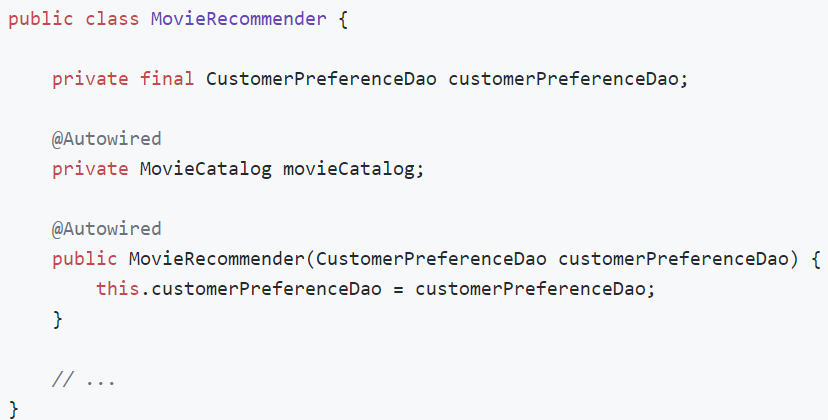 public class MovieRecommender {
private final CustomerPreferenceDao customerPreferenceDao;
@Autowired
private MovieCatalog movieCatalog;
@Autowired
public MovieRecommender(CustomerPreferenceDao customerPreferenceDao) {
this.customerPreferenceDao = customerPreferenceDao;
}
// ...
}